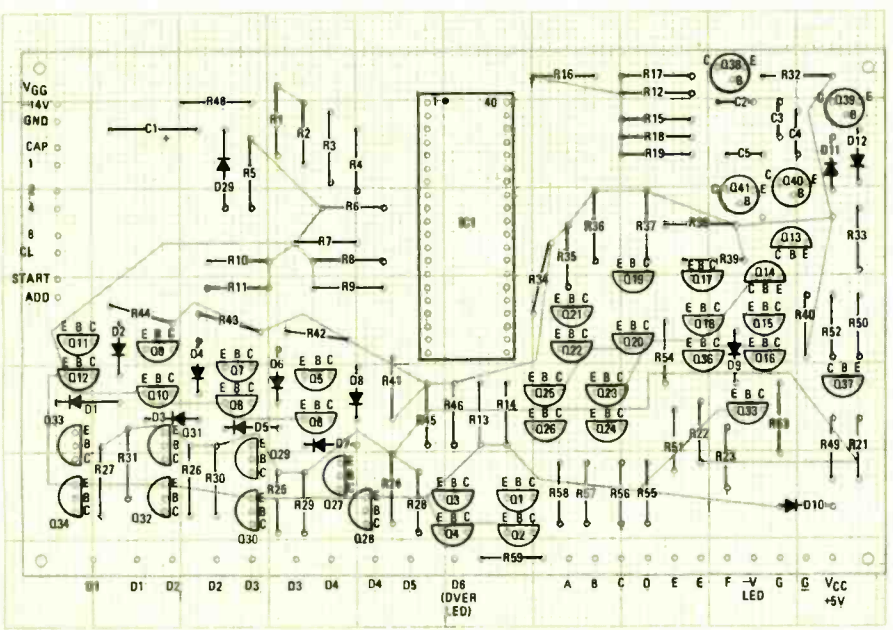 Q38
C E
B
R16
R17
R32
VGG
-14V
R12
Q39
B
R48
1
40
C2
GND
R1
R2
C3
C4
R15
C1
+
R3
R18
D11
D12
CAP
R4
R19
C5
1
D29
R5
C E
Q41
B
C E
Q40
B
4
R6
IC1
R36
R37
R33
8
R7
Q13
C B E
CL
R35
R10
R8
R39
E B C
Q19
E B C
Q17
Q14
C B E
START
R11
R9
R34
ADD
R44
E B C
Q21
R40
R43
R42
E B C
Q18
E B C
Q15
R52
R50
E B C
Q11
D2
E B C
Q9
D4
E B C
Q22
E B C
Q20
R54
E B C
Q36
D9
E B C
Q16
E B C
Q12
E B C
Q7
D6
E B C
Q5
D8
R41
E B C
Q37
E B C
Q10
E B C
Q25
E B C
Q23
D1
E B C
Q8
R45
R46
R13
R14
E B C
Q33
Q33
D3
Q31
D5
E B C
Q6
E B C
Q26
E B C
Q24
R51
R22
R53
R49
R21
E B C
R27
R31
E B C
R26
R30
E B C
Q29
D7
R23
R25
R29
E B C
Q27
R24
R28
E B C
Q3
E B C
Q1
R58
R57
R56
R55
E B C
Q34
E B C
Q32
E B C
Q30
E B C
Q28
E B C
Q4
E B C
Q2
D10
R59
D1
D1
D2
D2
D3
D3
D4
D4
D5
D6
(OVER
LED)
A
B
C
D
E
E
F
-V
LED
G
G
VCC
+5V